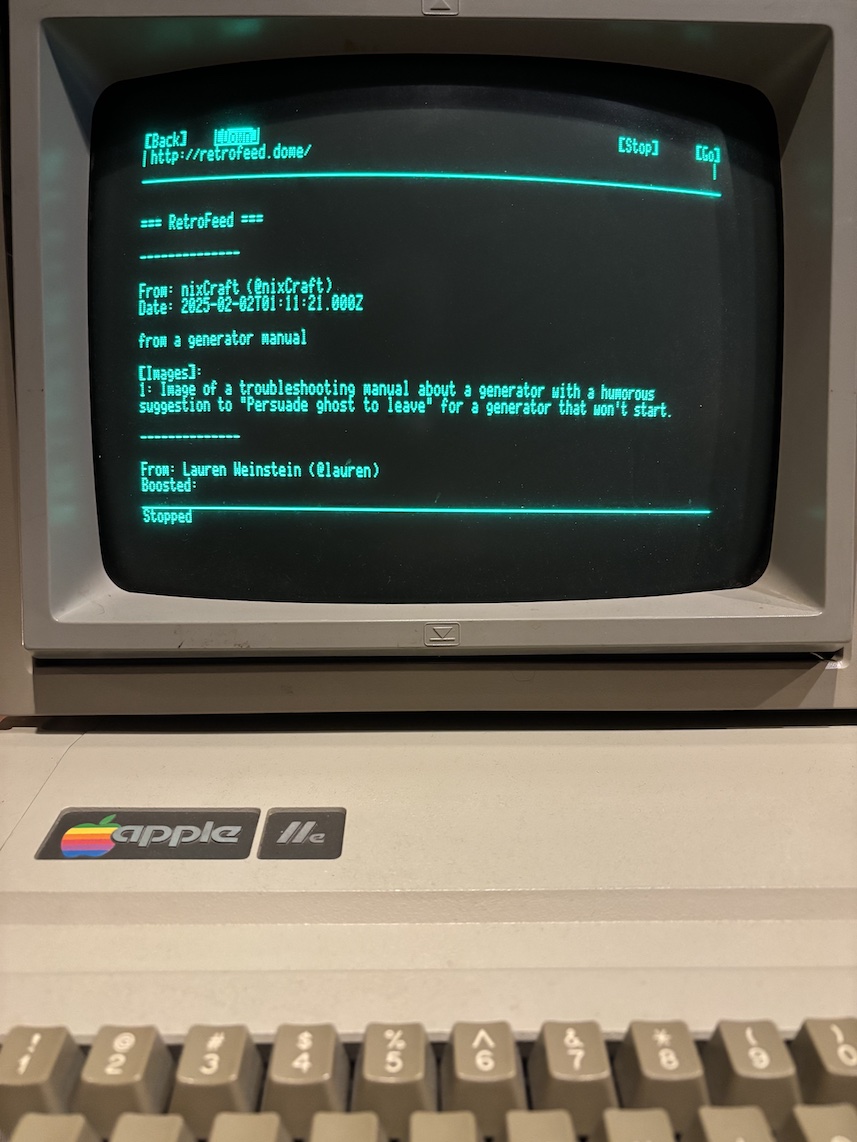 [Back] [Down] [Stop] [Go]
http://retrofeed.dome/
=== RetroFeed ===
--------------
From: nixCraft (@nixCraft)
Date: 2025-02-02T01:11:21.000Z
from a generator manual
[Images]:
1: Image of a troubleshooting manual about a generator with a humorous
suggestion to "Persuade ghost to leave" for a generator that won't start.
--------------
From: Lauren Weinstein (@lauren)
Boosted:
Stopped
apple //e
! @ # $ % ^ & * ( )
1 2 3 4 5 6 7 8 9 0